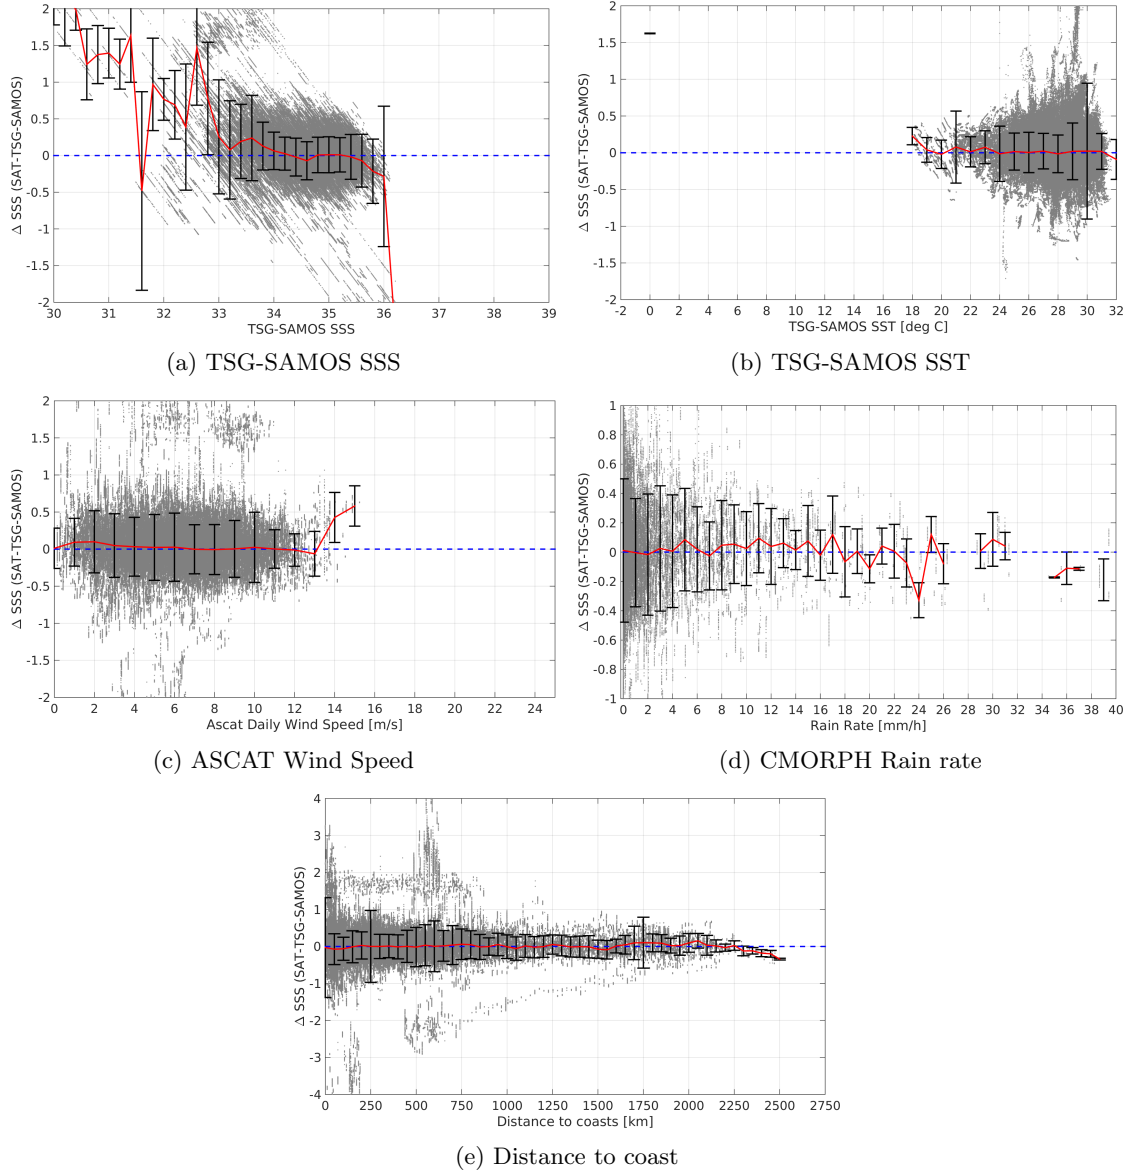 2
1.5
1
0.5
0
-0.5
-1
-1.5
-2
Δ SSS (SAT-TSG-SAMOS)
30 31 32 33 34 35 36 37 38 39
TSG-SAMOS SSS
(a) TSG-SAMOS SSS
2
1.5
1
0.5
0
-0.5
-1
-1.5
-2
Δ SSS (SAT-TSG-SAMOS)
-2 0 2 4 6 8 10 12 14 16 18 20 22 24 26 28 30 32
TSG-SAMOS SST [deg C]
(b) TSG-SAMOS SST
2
1.5
1
0.5
0
-0.5
-1
-1.5
-2
Δ SSS (SAT-TSG-SAMOS)
0 2 4 6 8 10 12 14 16 18 20 22 24
Ascat Daily Wind Speed [m/s]
(c) ASCAT Wind Speed
1
0.8
0.6
0.4
0.2
0
-0.2
-0.4
-0.6
-0.8
-1
Δ SSS (SAT-TSG-SAMOS)
0 2 4 6 8 10 12 14 16 18 20 22 24 26 28 30 32 34 36 38 40
Rain Rate [mm/h]
(d) CMORPH Rain rate
4
3
2
1
0
-1
-2
-3
-4
Δ SSS (SAT-TSG-SAMOS)
0 250 500 750 1000 1250 1500 1750 2000 2250 2500 2750
Distance to coasts [km]
(e) Distance to coast